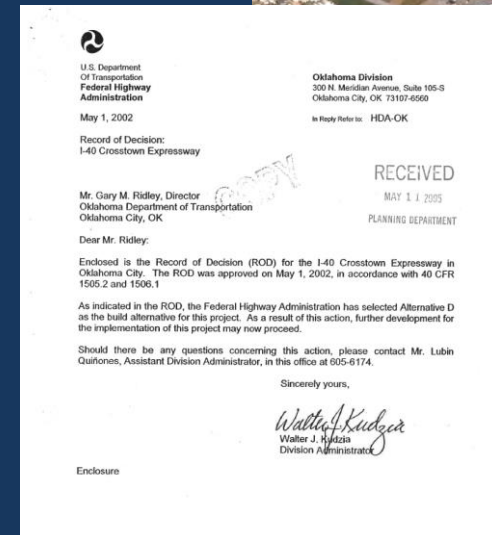 U.S. Department
Of Transportation
Federal Highway
Administration
Oklahoma Division
300 N. Meridian Avenue, Suite 105-S
Oklahoma City, OK 73107-6560
May 1, 2002
In Reply Refer to: HDA-OK
Record of Decision:
I-40 Crosstown Expressway
COPY
RECEIVED
MAY 11 2005
PLANNING DEPARTMENT
Mr. Gary M. Ridley, Director
Oklahoma Department of Transportation
Oklahoma City, OK
Dear Mr. Ridley:
Enclosed is the Record of Decision (ROD) for the I-40 Crosstown Expressway in
Oklahoma City. The ROD was approved on May 1, 2002, in accordance with 40 CFR
1505.2 and 1506.1
As indicated in the ROD, the Federal Highway Administration has selected Alternative D
as the build alternative for this project. As a result of this action, further development for
the implementation of this project may now proceed.
Should there be any questions concerning this action, please contact Mr. Lubin
Quiñones, Assistant Division Administrator, in this office at 605-6174.
Sincerely yours,
Walter J. Kudzia
Walter J. Kudzia
Division Administrator
Enclosure